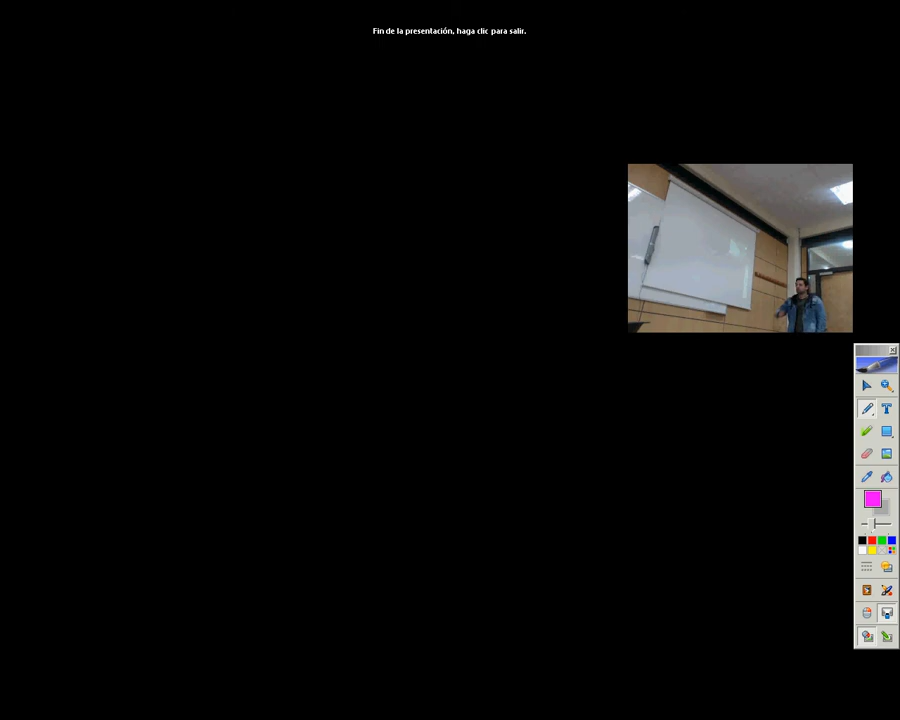 Fin de la presentación, haga clic para salir.
T